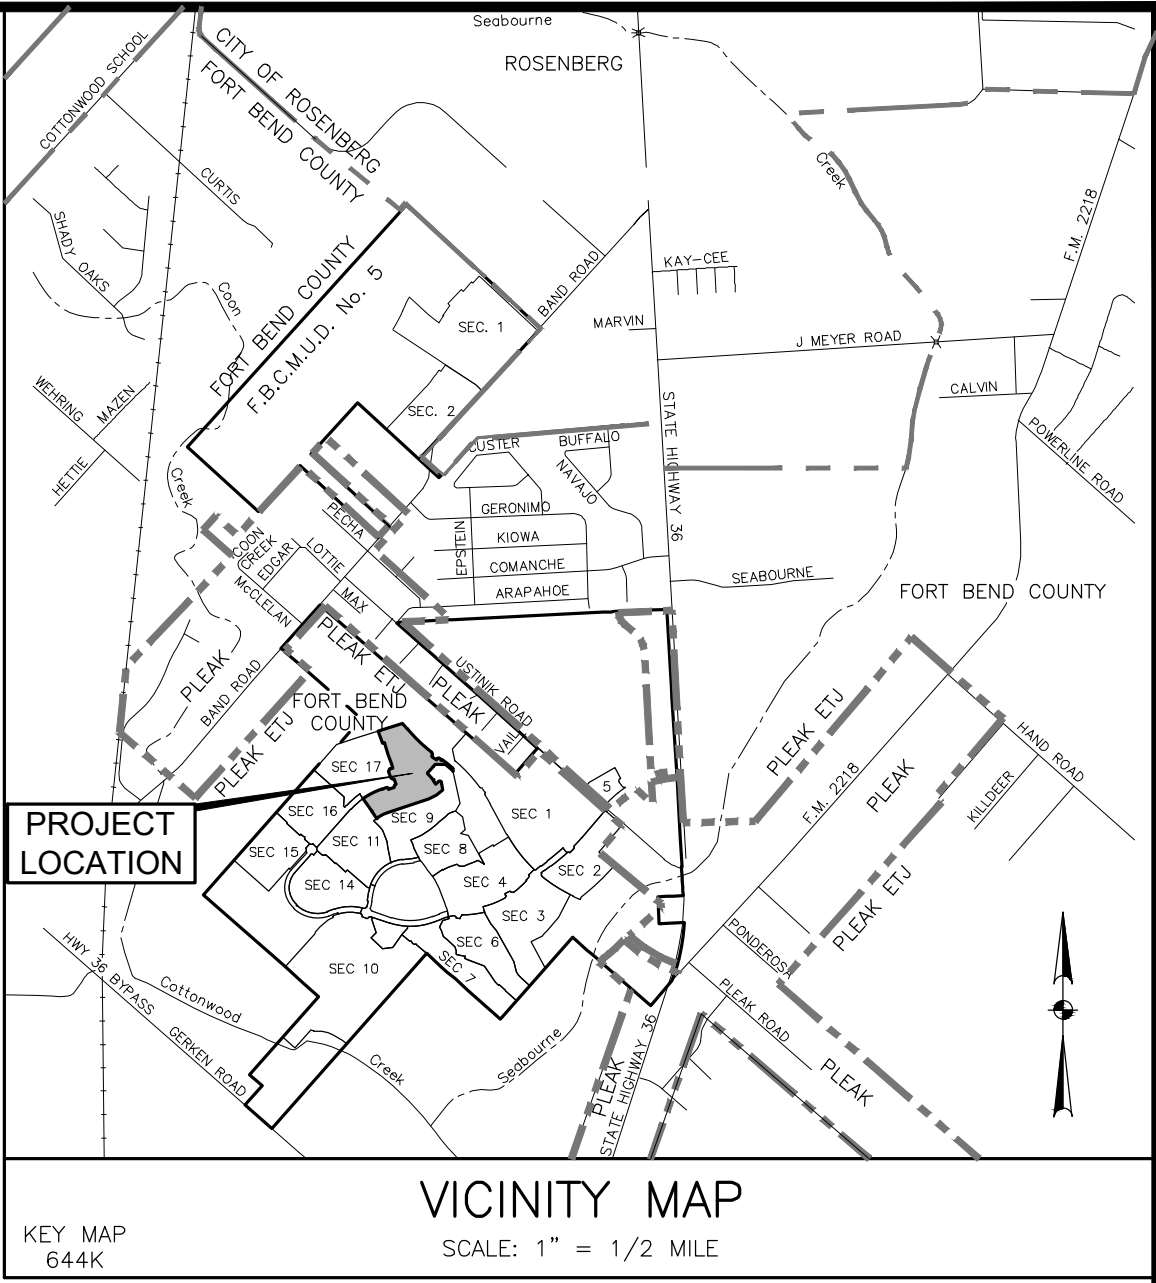 Seabourne
ROSENBERG
COTTONWOOD SCHOOL
CITY OF ROSENBERG
FORT BEND COUNTY
CURTIS
Creek
F.M. 2218
SHADY OAKS
Coon
FORT BEND COUNTY
F.B.C.M.U.D. No. 5
BAND ROAD
KAY-CEE
SEC. 1
MARVIN
J MEYER ROAD
WEHRING
MAZEN
HETTIE
SEC. 2
CALVIN
STATE HIGHWAY 36
POWERLINE ROAD
CUSTER
BUFFALO
NAVAJO
Creek
PECHA
GERONIMO
EPSTEIN
KIOWA
COMANCHE
ARAPAHOE
SEABOURNE
FORT BEND COUNTY
COON
CREEK
EDGAR
LOTTIE
McCLELAN
MAX
PLEAK
PLEAK ETJ
BAND ROAD
PLEAK ETJ
PLEAK
USTINIK ROAD
VAIL
FORT BEND
COUNTY
PLEAK ETJ
HAND ROAD
KILLDEER
F.M. 2218
PLEAK
PLEAK ETJ
SEC 17
5
PROJECT
LOCATION
SEC 16
SEC 9
SEC 1
SEC 15
SEC 11
SEC 8
SEC 14
SEC 4
SEC 2
SEC 3
SEC 6
SEC 7
SEC 10
HWY 36 BYPASS
Cottonwood
GERKEN ROAD
Creek
Seabourne
PONDEROSA
PLEAK ROAD
PLEAK
PLEAK
STATE HIGHWAY 36
VICINITY MAP
SCALE: 1" = 1/2 MILE
KEY MAP
644K